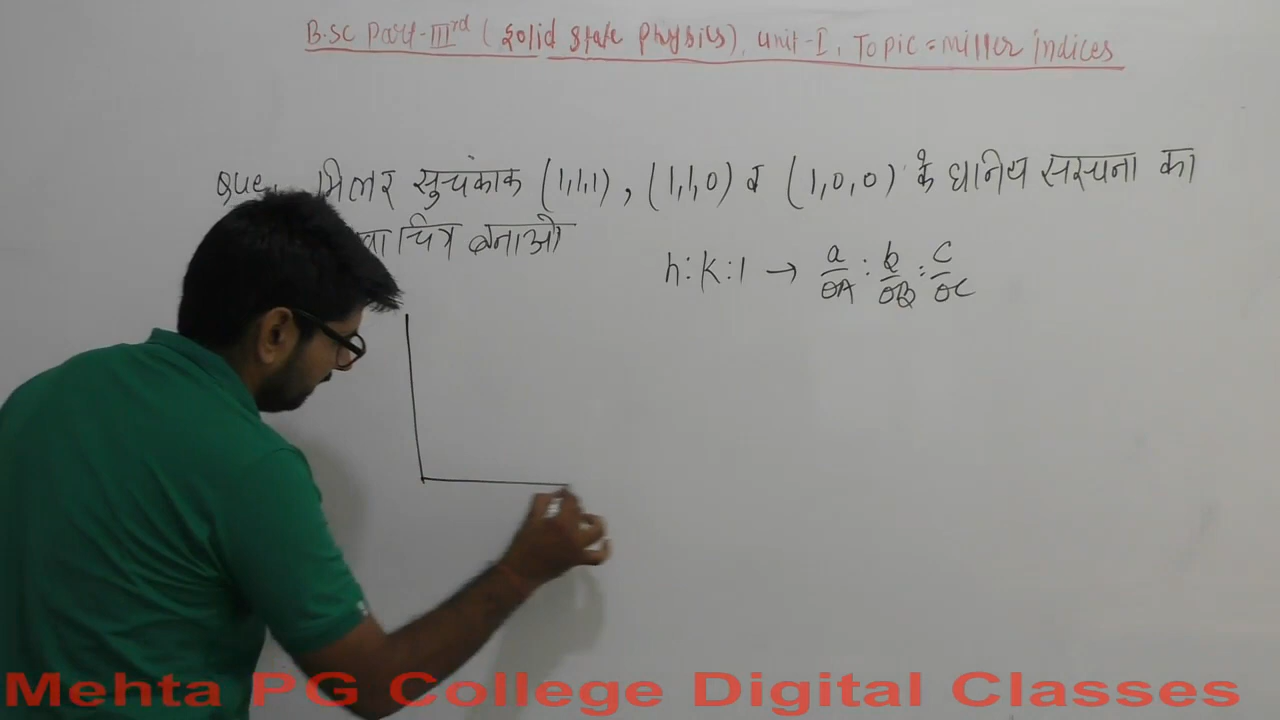 B.SC Part-IIIrd (Solid State Physics), Unit-I, Topic = Miller Indices
Que. मिलर सुचंकाक (1,1,1), (1,1,0) व (1,0,0) के धानिय सरचना का
चित्र बनाओ
h:k:l → a/OA : b/OB : c/OC
Mehta PG College Digital Classes